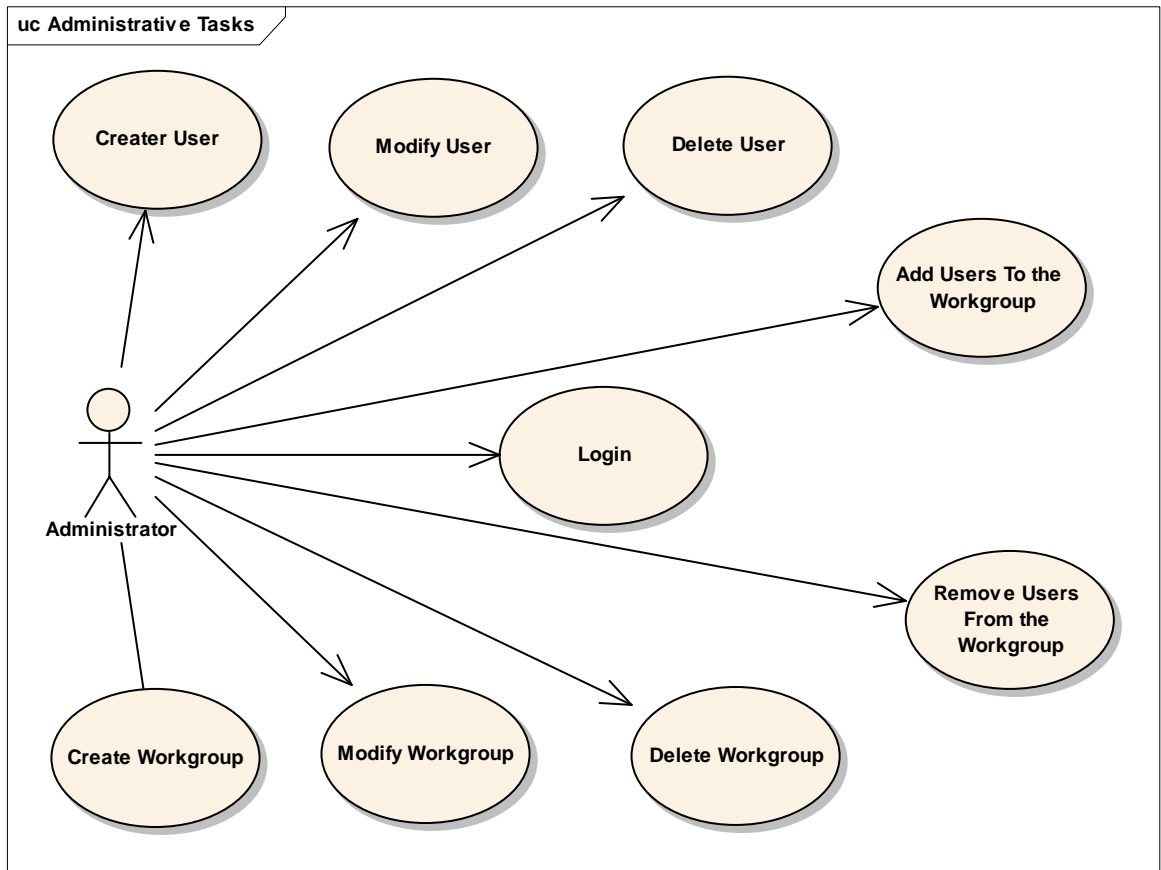 uc Administrative Tasks
Creater User
Modify User
Delete User
Add Users To the
Workgroup
Login
Administrator
Remove Users
From the
Workgroup
Create Workgroup
Modify Workgroup
Delete Workgroup